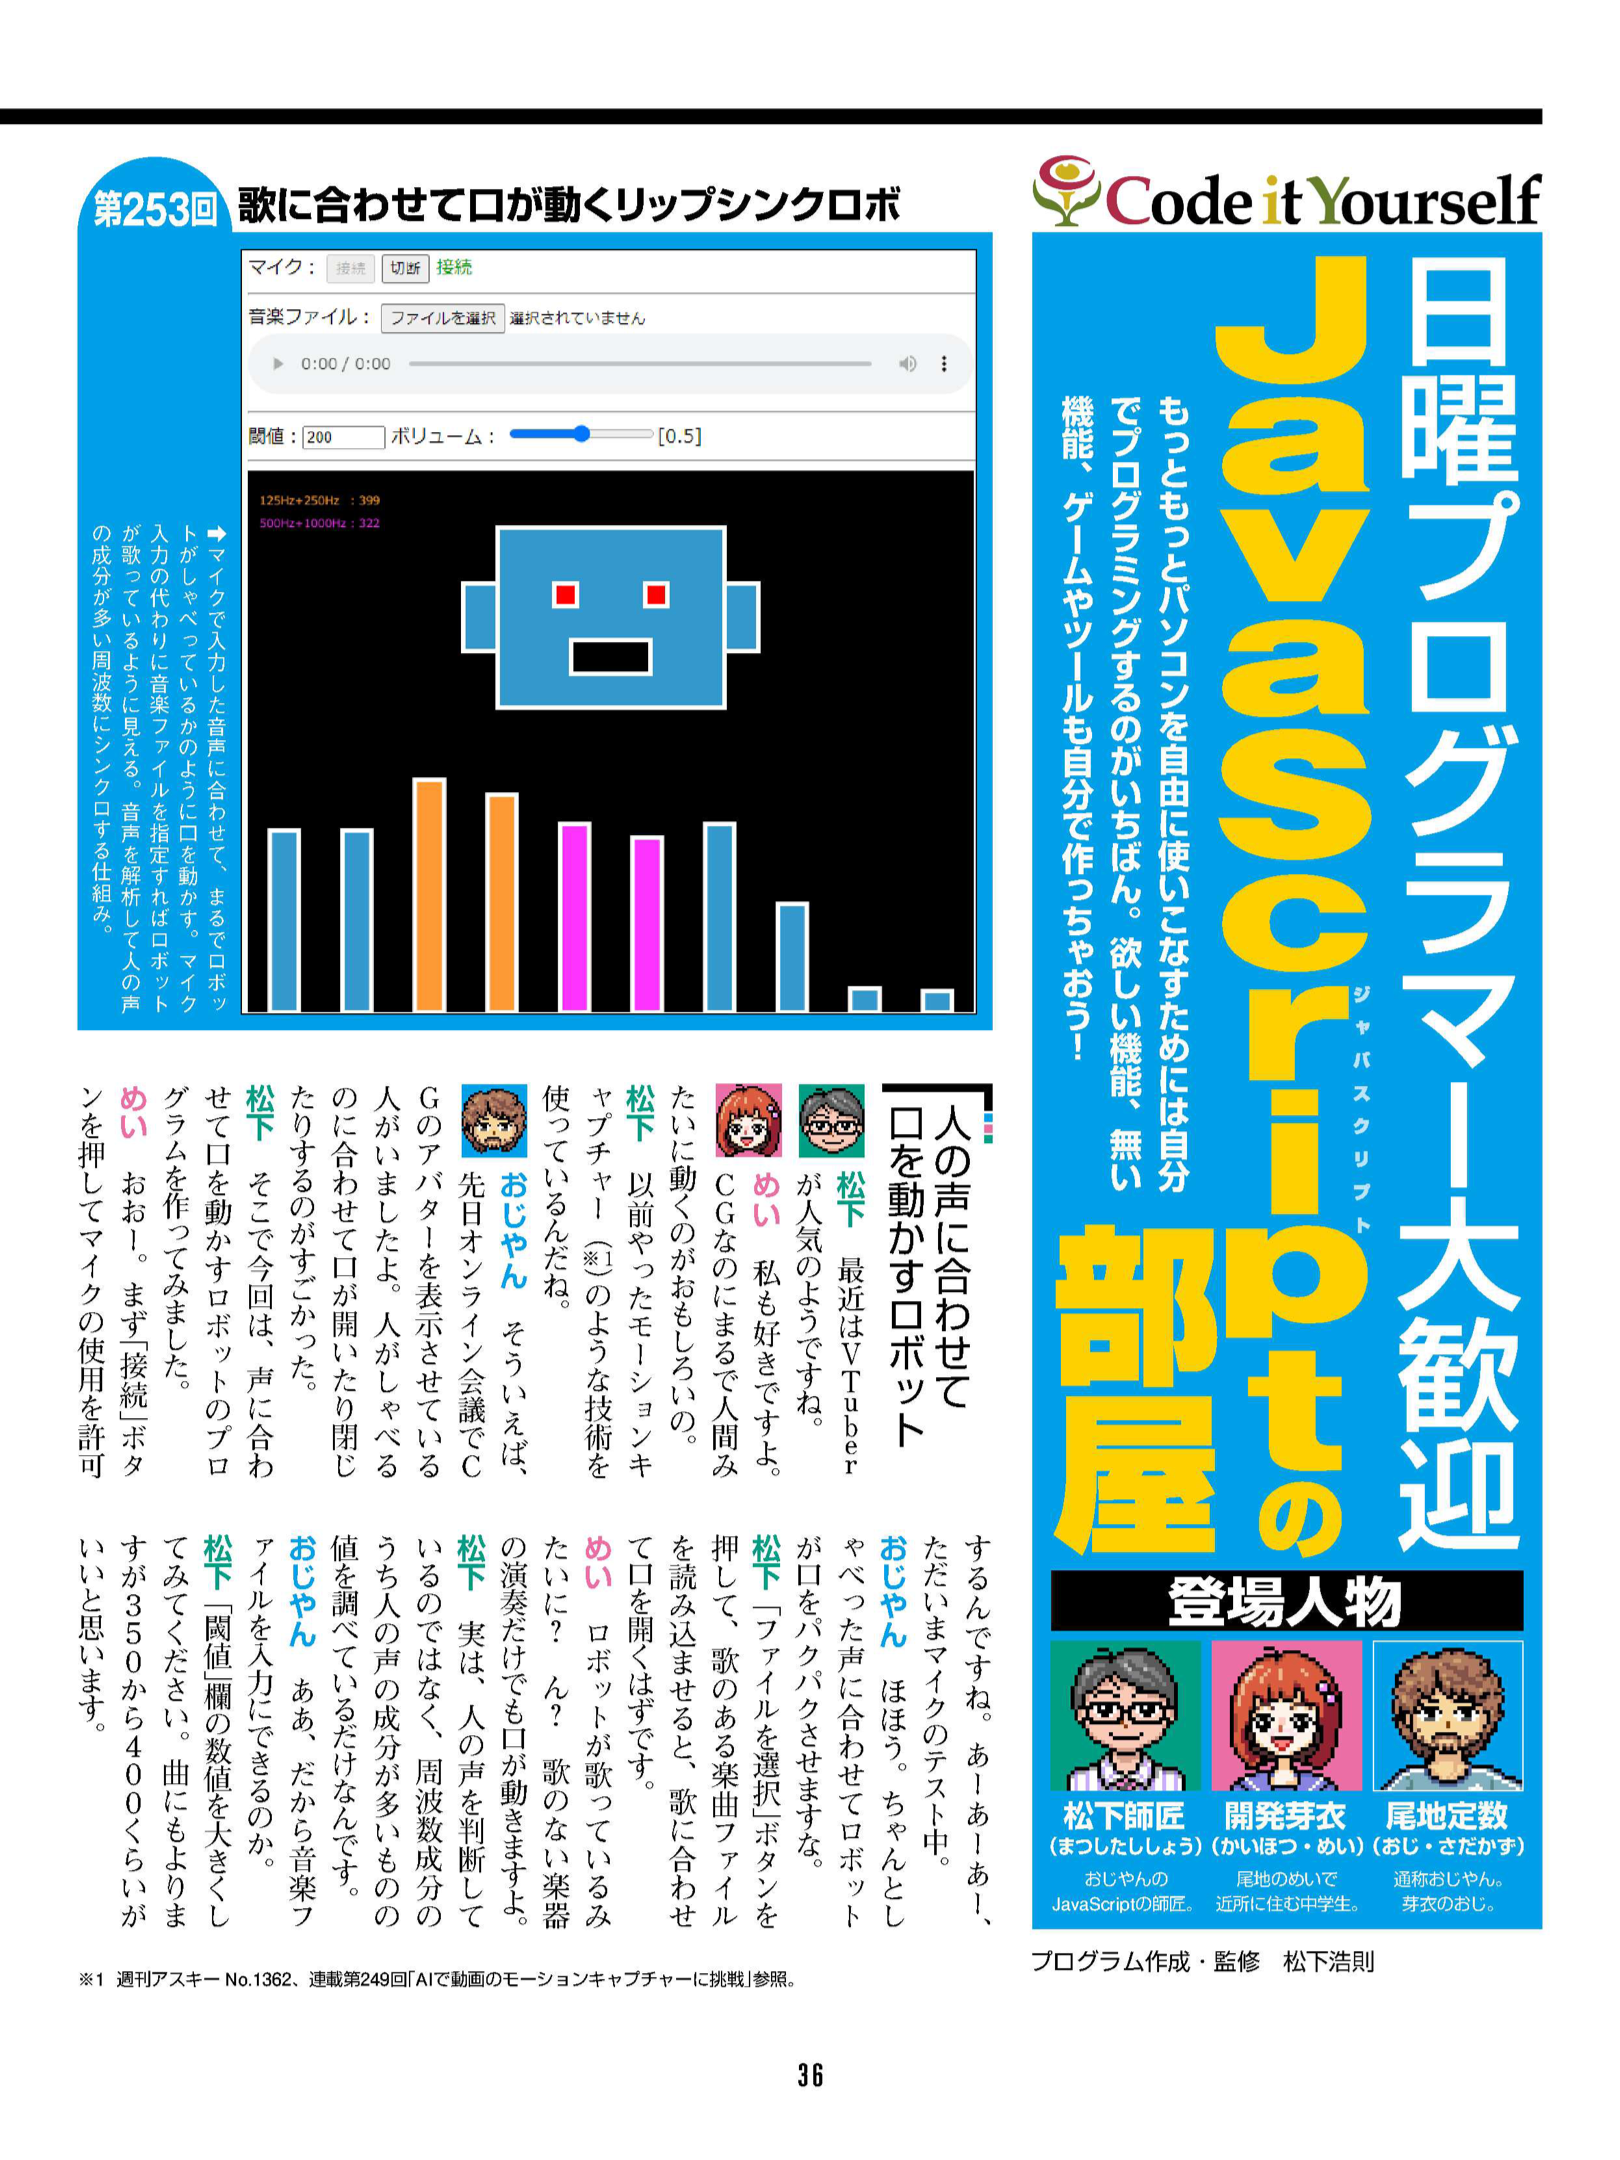 Code it Yourself
日曜プログラマー大歓迎
JavaScriptの
ジャバスクリプト
部屋
もっともっとパソコンを自由に使いこなすためには自分
でプログラミングするのがいちばん。欲しい機能、無い
機能、ゲームやツールも自分で作っちゃおう！
登場人物
松下師匠
(まつしたししょう)
おじやんの
JavaScriptの師匠。
開発芽衣
(かいほつ・めい)
尾地のめいで
近所に住む中学生。
尾地定数
(おじ・さだかず)
通称おじやん。
芽衣のおじ。
プログラム作成・監修　松下浩則
第253回
歌に合わせて口が動くリップシンクロボ
マイク： 接続 切断 接続
音楽ファイル： ファイルを選択 選択されていません
0:00 / 0:00
閾値：200 ボリューム： [0.5]
125Hz+250Hz ：399
500Hz+1000Hz：322
➡マイクで入力した音声に合わせて、まるでロボッ
トがしゃべっているかのように口を動かす。マイク
入力の代わりに音楽ファイルを指定すればロボット
が歌っているように見える。音声を解析して人の声
の成分が多い周波数にシンクロする仕組み。
人の声に合わせて
口を動かすロボット
松下　最近はVTuber
が人気のようですね。
めい　私も好きですよ。
CGなのにまるで人間み
たいに動くのがおもしろいの。
松下　以前やったモーションキ
ャプチャー（※1）のような技術を
使っているんだね。
おじやん　そういえば、
先日オンライン会議でC
Gのアバターを表示させている
人がいましたよ。人がしゃべる
のに合わせて口が開いたり閉じ
たりするのがすごかった。
松下　そこで今回は、声に合わ
せて口を動かすロボットのプロ
グラムを作ってみました。
めい　おおー。まず「接続」ボタ
ンを押してマイクの使用を許可
するんですね。あーあーあー、
ただいまマイクのテスト中。
おじやん　ほほう。ちゃんとし
ゃべった声に合わせてロボット
が口をパクパクさせますな。
松下　「ファイルを選択」ボタンを
押して、歌のある楽曲ファイル
を読み込ませると、歌に合わせ
て口を開くはずです。
めい　ロボットが歌っているみ
たいに？　ん？　歌のない楽器
の演奏だけでも口が動きますよ。
松下　実は、人の声を判断して
いるのではなく、周波数成分の
うち人の声の成分が多いものの
値を調べているだけなんです。
おじやん　ああ、だから音楽フ
ァイルを入力にできるのか。
松下　「閾値」欄の数値を大きくし
てみてください。曲にもよりま
すが350から400くらいが
いいと思います。
※1 週刊アスキー No.1362、連載第249回「AIで動画のモーションキャプチャーに挑戦」参照。
36